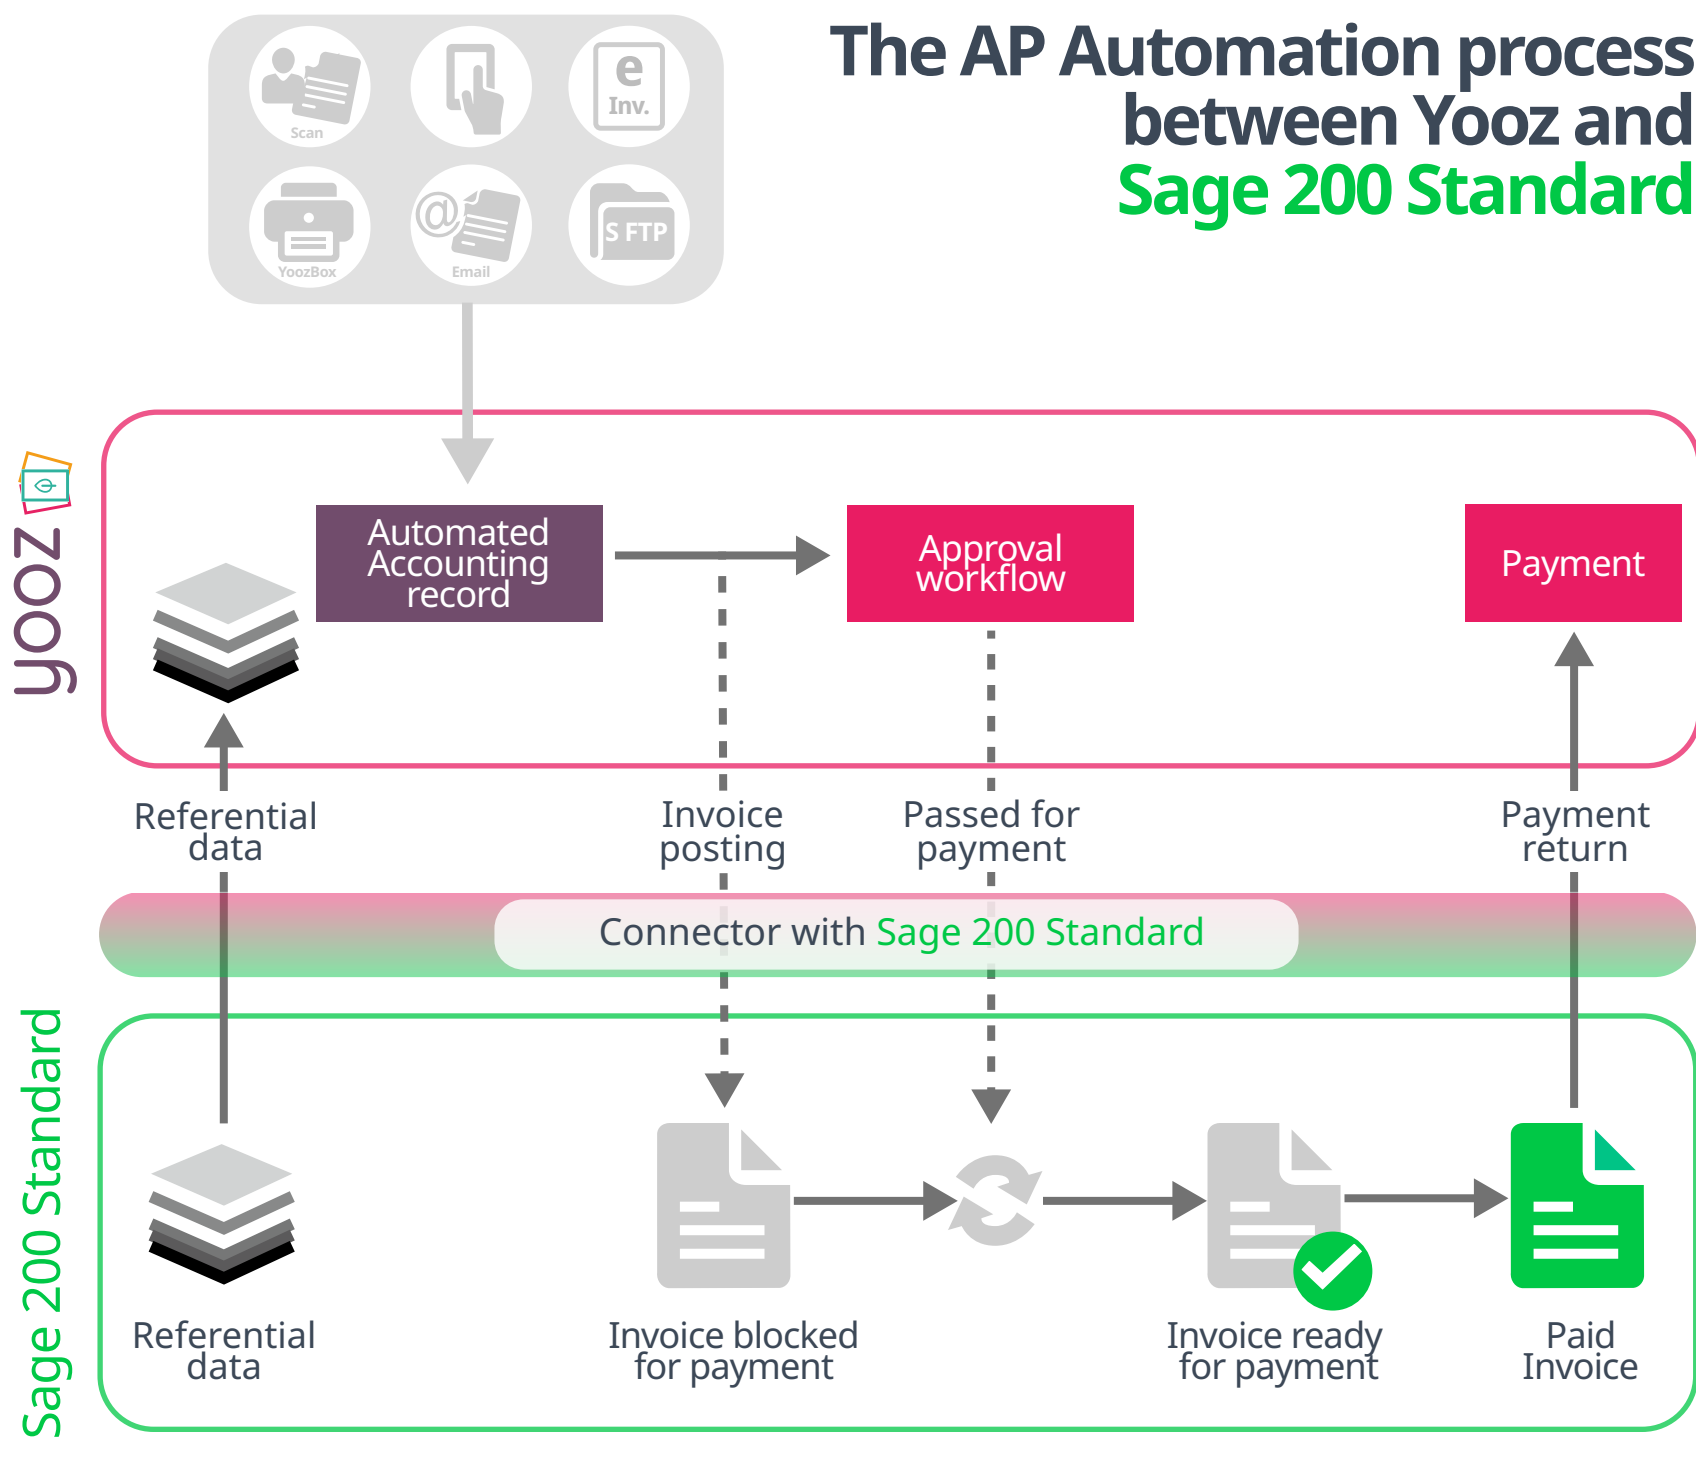 The AP Automation process
between Yooz and
Sage 200 Standard
Scan
e
Inv.
YoozBox
@
Email
S FTP
yooz
Automated
Accounting
record
Approval
workflow
Payment
Referential
data
Invoice
posting
Passed for
payment
Payment
return
Connector with Sage 200 Standard
Sage 200 Standard
Referential
data
Invoice blocked
for payment
Invoice ready
for payment
Paid
Invoice